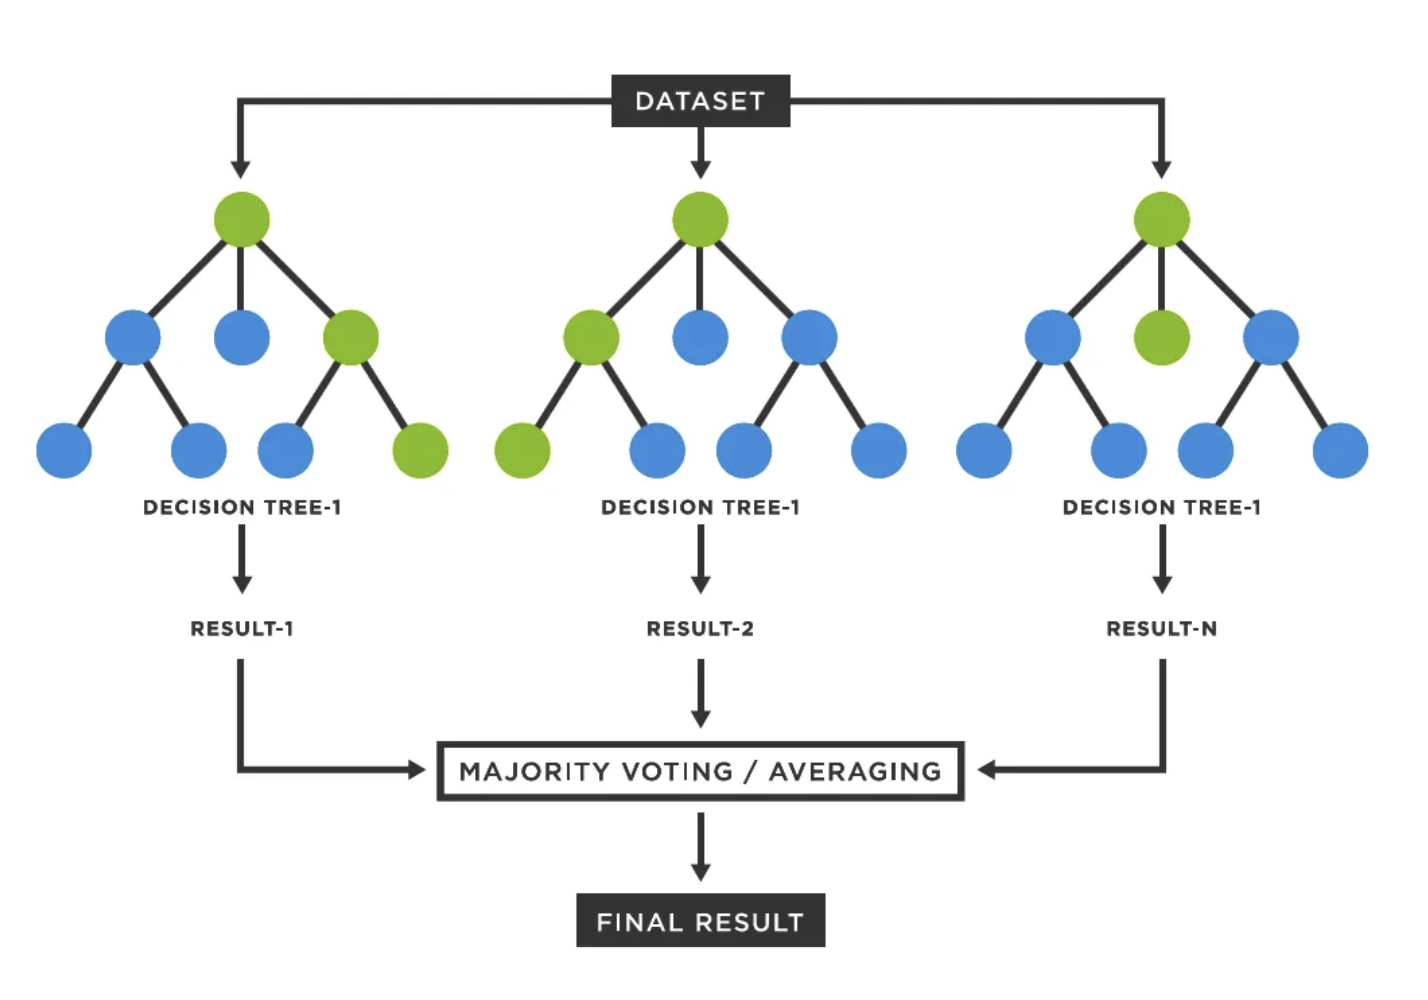 DATASET
DECISION TREE-1
DECISION TREE-1
DECISION TREE-1
RESULT-1
RESULT-2
RESULT-N
MAJORITY VOTING / AVERAGING
FINAL RESULT